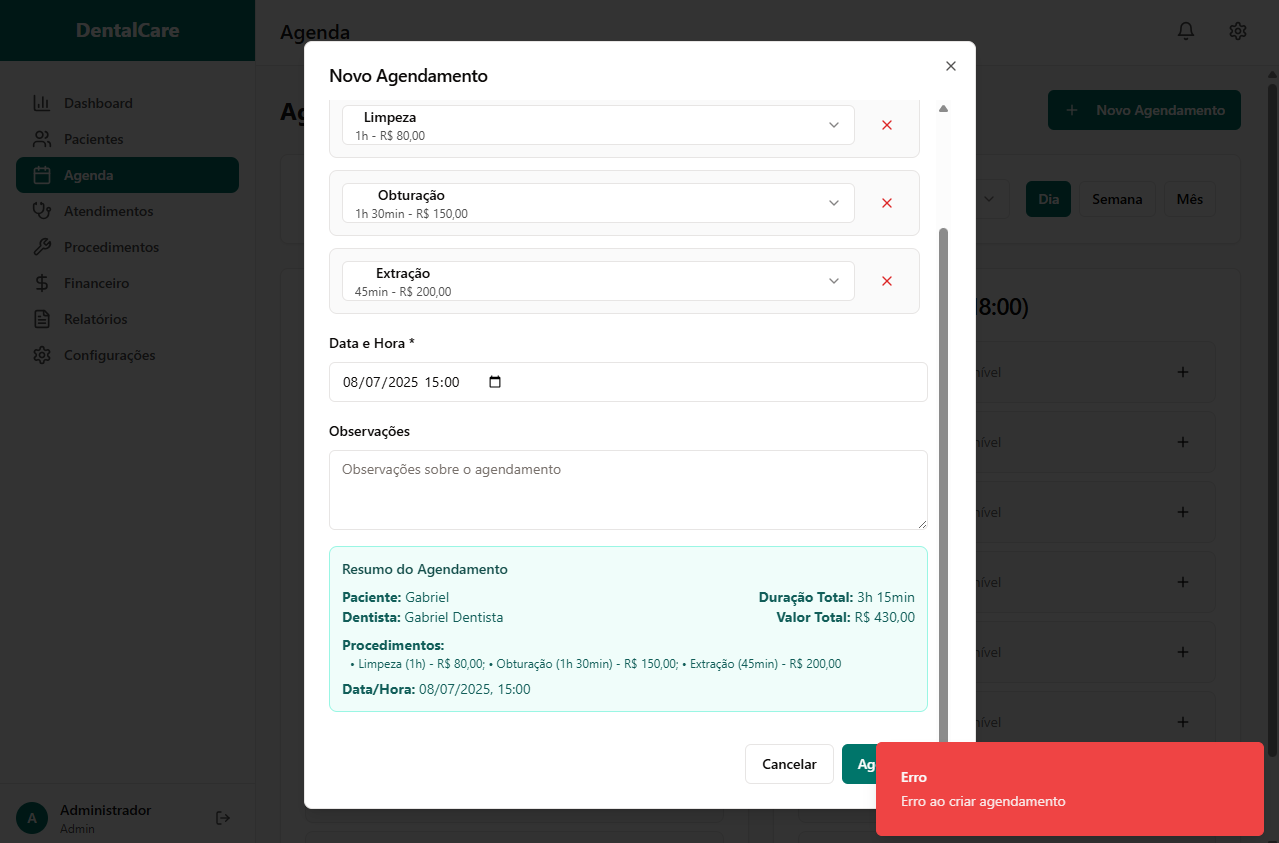 DentalCare
Agenda
Dashboard
Pacientes
Agenda
Atendimentos
Procedimentos
Financeiro
Relatórios
Configurações
A
Administrador
Admin
Ag
Novo Agendamento
Dia
Semana
Mês
8:00)
nível
nível
nível
nível
nível
nível
Novo Agendamento
Limpeza
1h - R$ 80,00
Obturação
1h 30min - R$ 150,00
Extração
45min - R$ 200,00
Data e Hora *
08/07/2025 15:00
Observações
Observações sobre o agendamento
Resumo do Agendamento
Paciente: Gabriel
Duração Total: 3h 15min
Dentista: Gabriel Dentista
Valor Total: R$ 430,00
Procedimentos:
• Limpeza (1h) - R$ 80,00; • Obturação (1h 30min) - R$ 150,00; • Extração (45min) - R$ 200,00
Data/Hora: 08/07/2025, 15:00
Cancelar
Ag
Erro
Erro ao criar agendamento